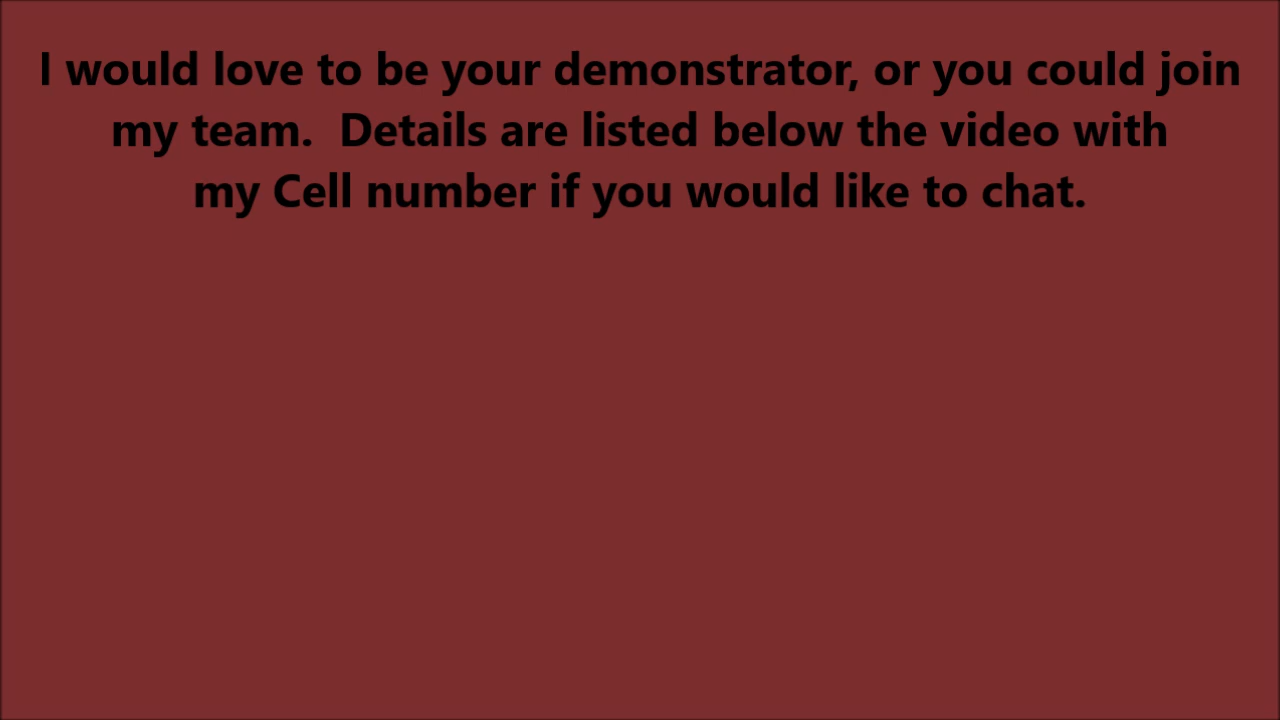 I would love to be your demonstrator, or you could join
my team.  Details are listed below the video with
my Cell number if you would like to chat.